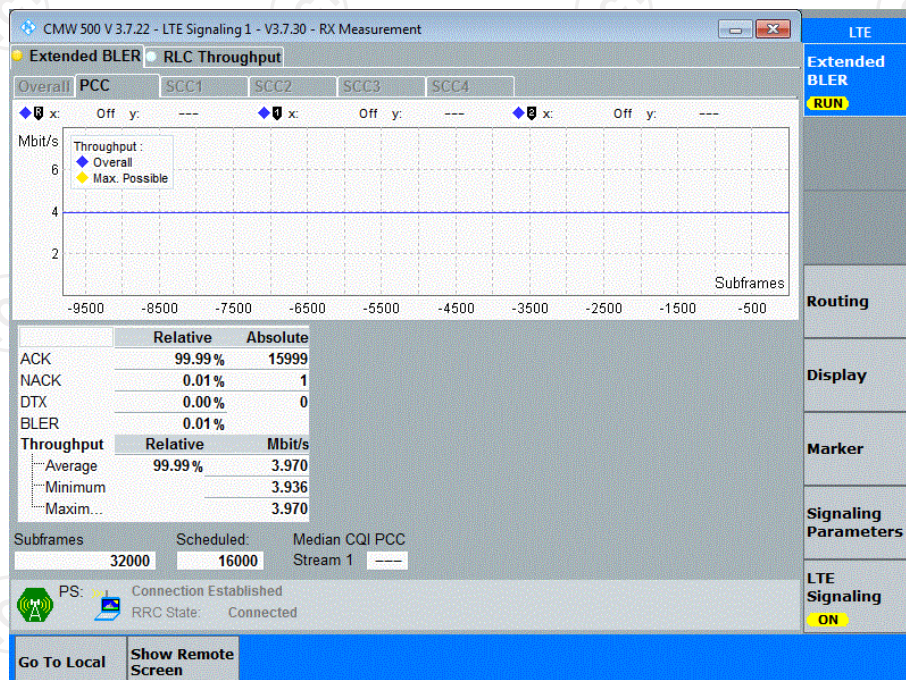 CMW 500 V 3.7.22 - LTE Signaling 1 - V3.7.30 - RX Measurement
LTE
Extended BLER RLC Throughput
Extended
BLER
RUN
Overall PCC SCC1 SCC2 SCC3 SCC4
R x: Off y: --- 1 x: Off y: --- 2 x: Off y: ---
Mbit/s
Throughput :
Overall
Max. Possible
6
4
2
Subframes
-9500 -8500 -7500 -6500 -5500 -4500 -3500 -2500 -1500 -500
Routing
Relative Absolute
ACK 99.99 % 15999
NACK 0.01 % 1
DTX 0.00 % 0
BLER 0.01 %
Throughput Relative Mbit/s
Average 99.99 % 3.970
Minimum 3.936
Maxim... 3.970
Display
Marker
Signaling
Parameters
Subframes Scheduled: Median CQI PCC
32000 16000 Stream 1 ---
LTE
Signaling
ON
PS: Connection Established
RRC State: Connected
Go To Local
Show Remote
Screen